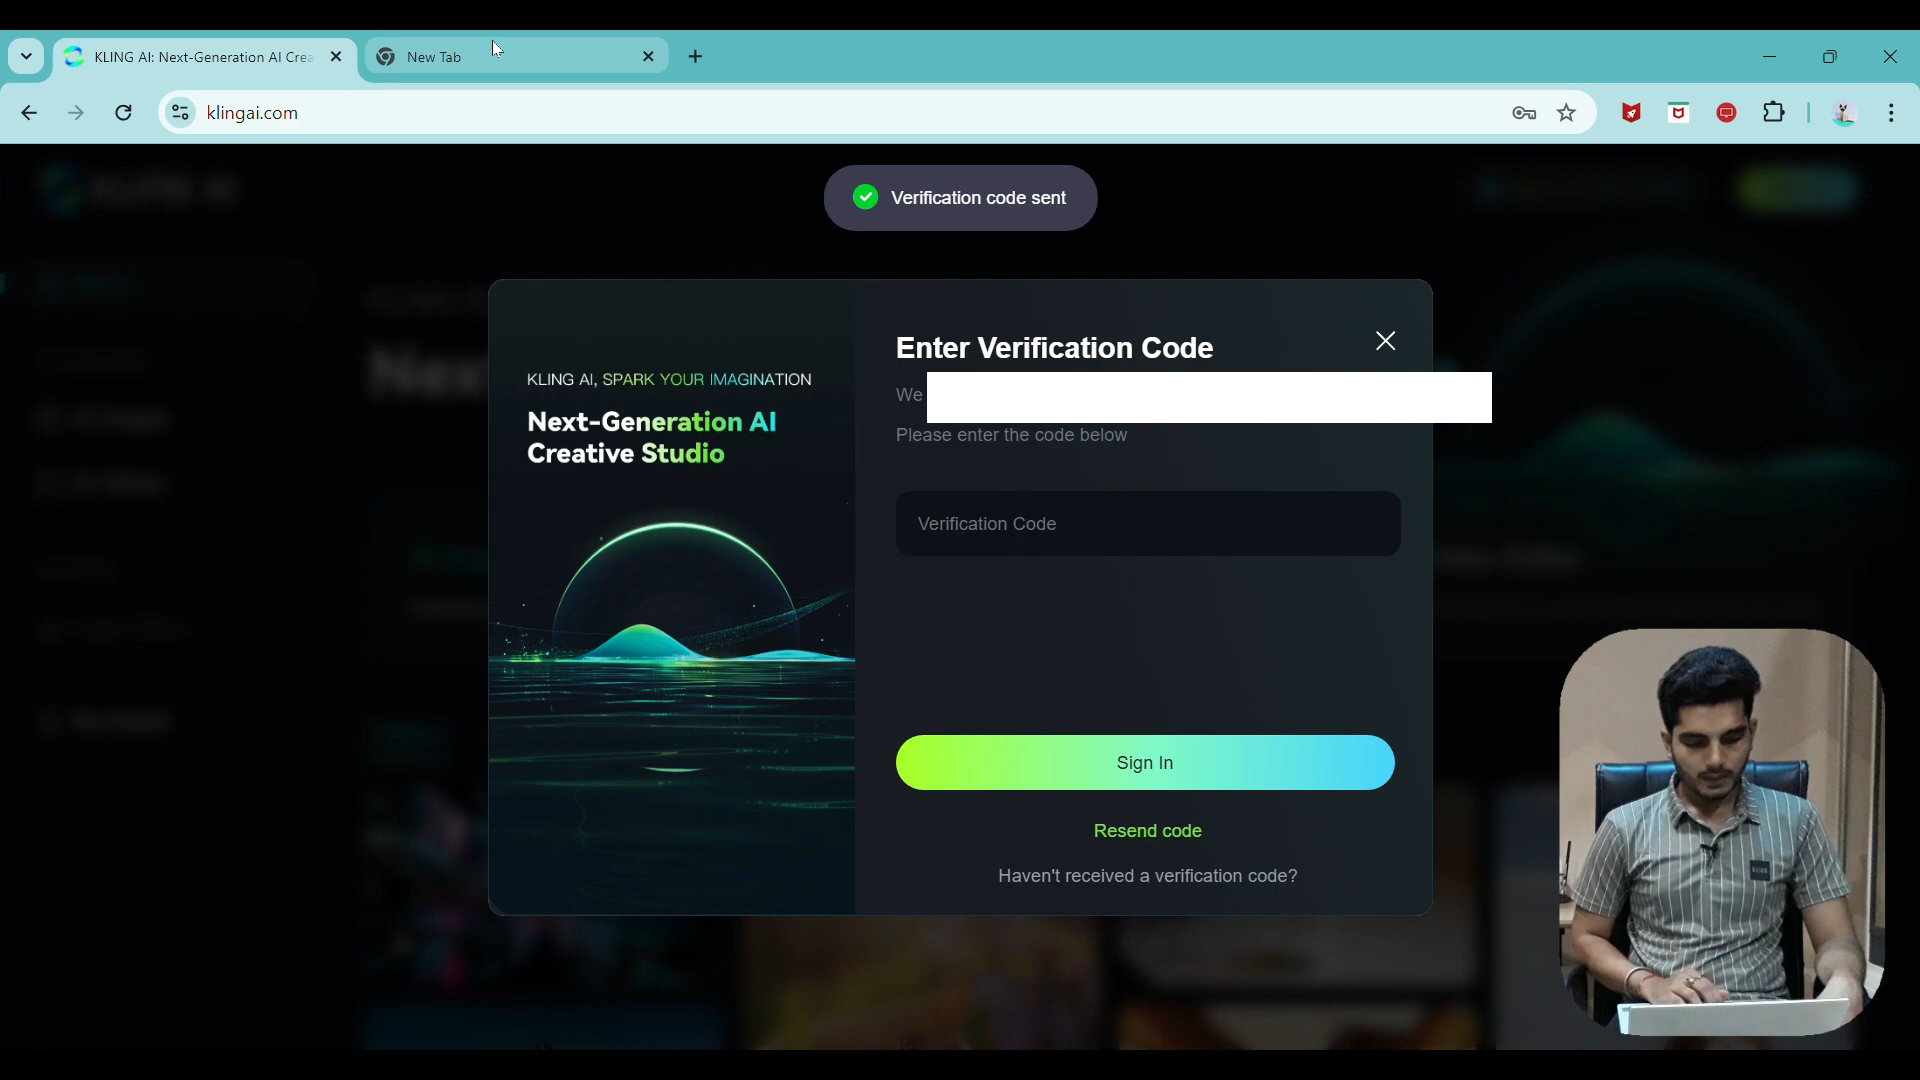 KLING AI: Next-Generation AI Crea
New Tab
klingai.com
Verification code sent
Enter Verification Code
We
Please enter the code below
KLING AI, SPARK YOUR IMAGINATION
Next-Generation AI
Creative Studio
Verification Code
Sign In
Resend code
Haven't received a verification code?